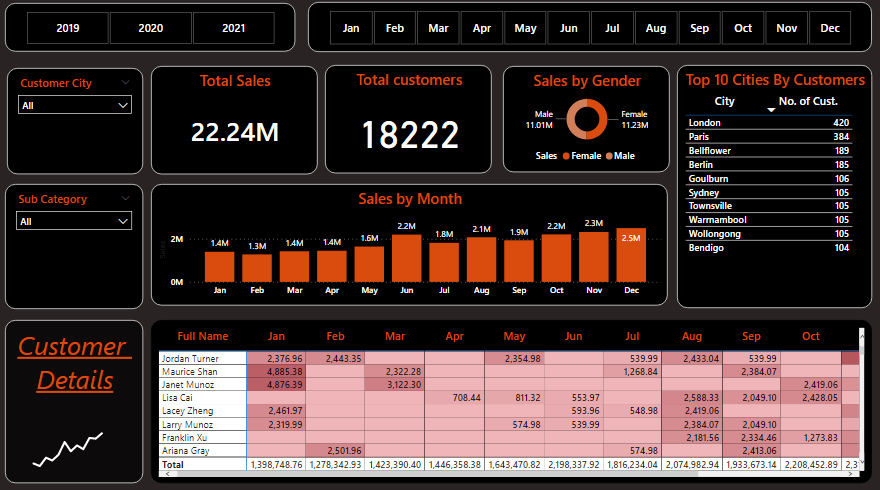 2019 2020 2021
Jan Feb Mar Apr May Jun Jul Aug Sep Oct Nov Dec
Customer City
All
Total Sales
22.24M
Total customers
18222
Sales by Gender
Male
11.01M
Female
11.23M
Sales Female Male
Top 10 Cities By Customers
City No. of Cust.
London 420
Paris 384
Bellflower 189
Berlin 185
Goulburn 106
Sydney 105
Townsville 105
Warrnambool 105
Wollongong 105
Bendigo 104
Sub Category
All
Sales by Month
Sales
2M
0M
1.4M 1.3M 1.4M 1.4M 1.6M 2.2M 1.8M 2.1M 1.9M 2.2M 2.3M 2.5M
Jan Feb Mar Apr May Jun Jul Aug Sep Oct Nov Dec
Customer
Details
Full Name Jan Feb Mar Apr May Jun Jul Aug Sep Oct
Jordan Turner 2,376.96 2,443.35 2,354.98 539.99 2,433.04 539.99
Maurice Shan 4,885.38 2,322.28 1,268.84 2,384.07
Janet Munoz 4,876.39 3,122.30 2,419.06
Lisa Cai 708.44 811.32 553.97 2,588.33 2,049.10 2,428.05
Lacey Zheng 2,461.97 593.96 548.98 2,419.06
Larry Munoz 2,319.99 574.98 539.99 2,384.07 2,049.10
Franklin Xu 2,181.56 2,334.46 1,273.83
Ariana Gray 2,501.96 574.98 2,413.06
Total 1,398,748.76 1,278,342.93 1,423,390.40 1,446,358.38 1,643,470.82 2,198,337.92 1,816,234.04 2,074,982.94 1,933,673.14 2,208,452.89